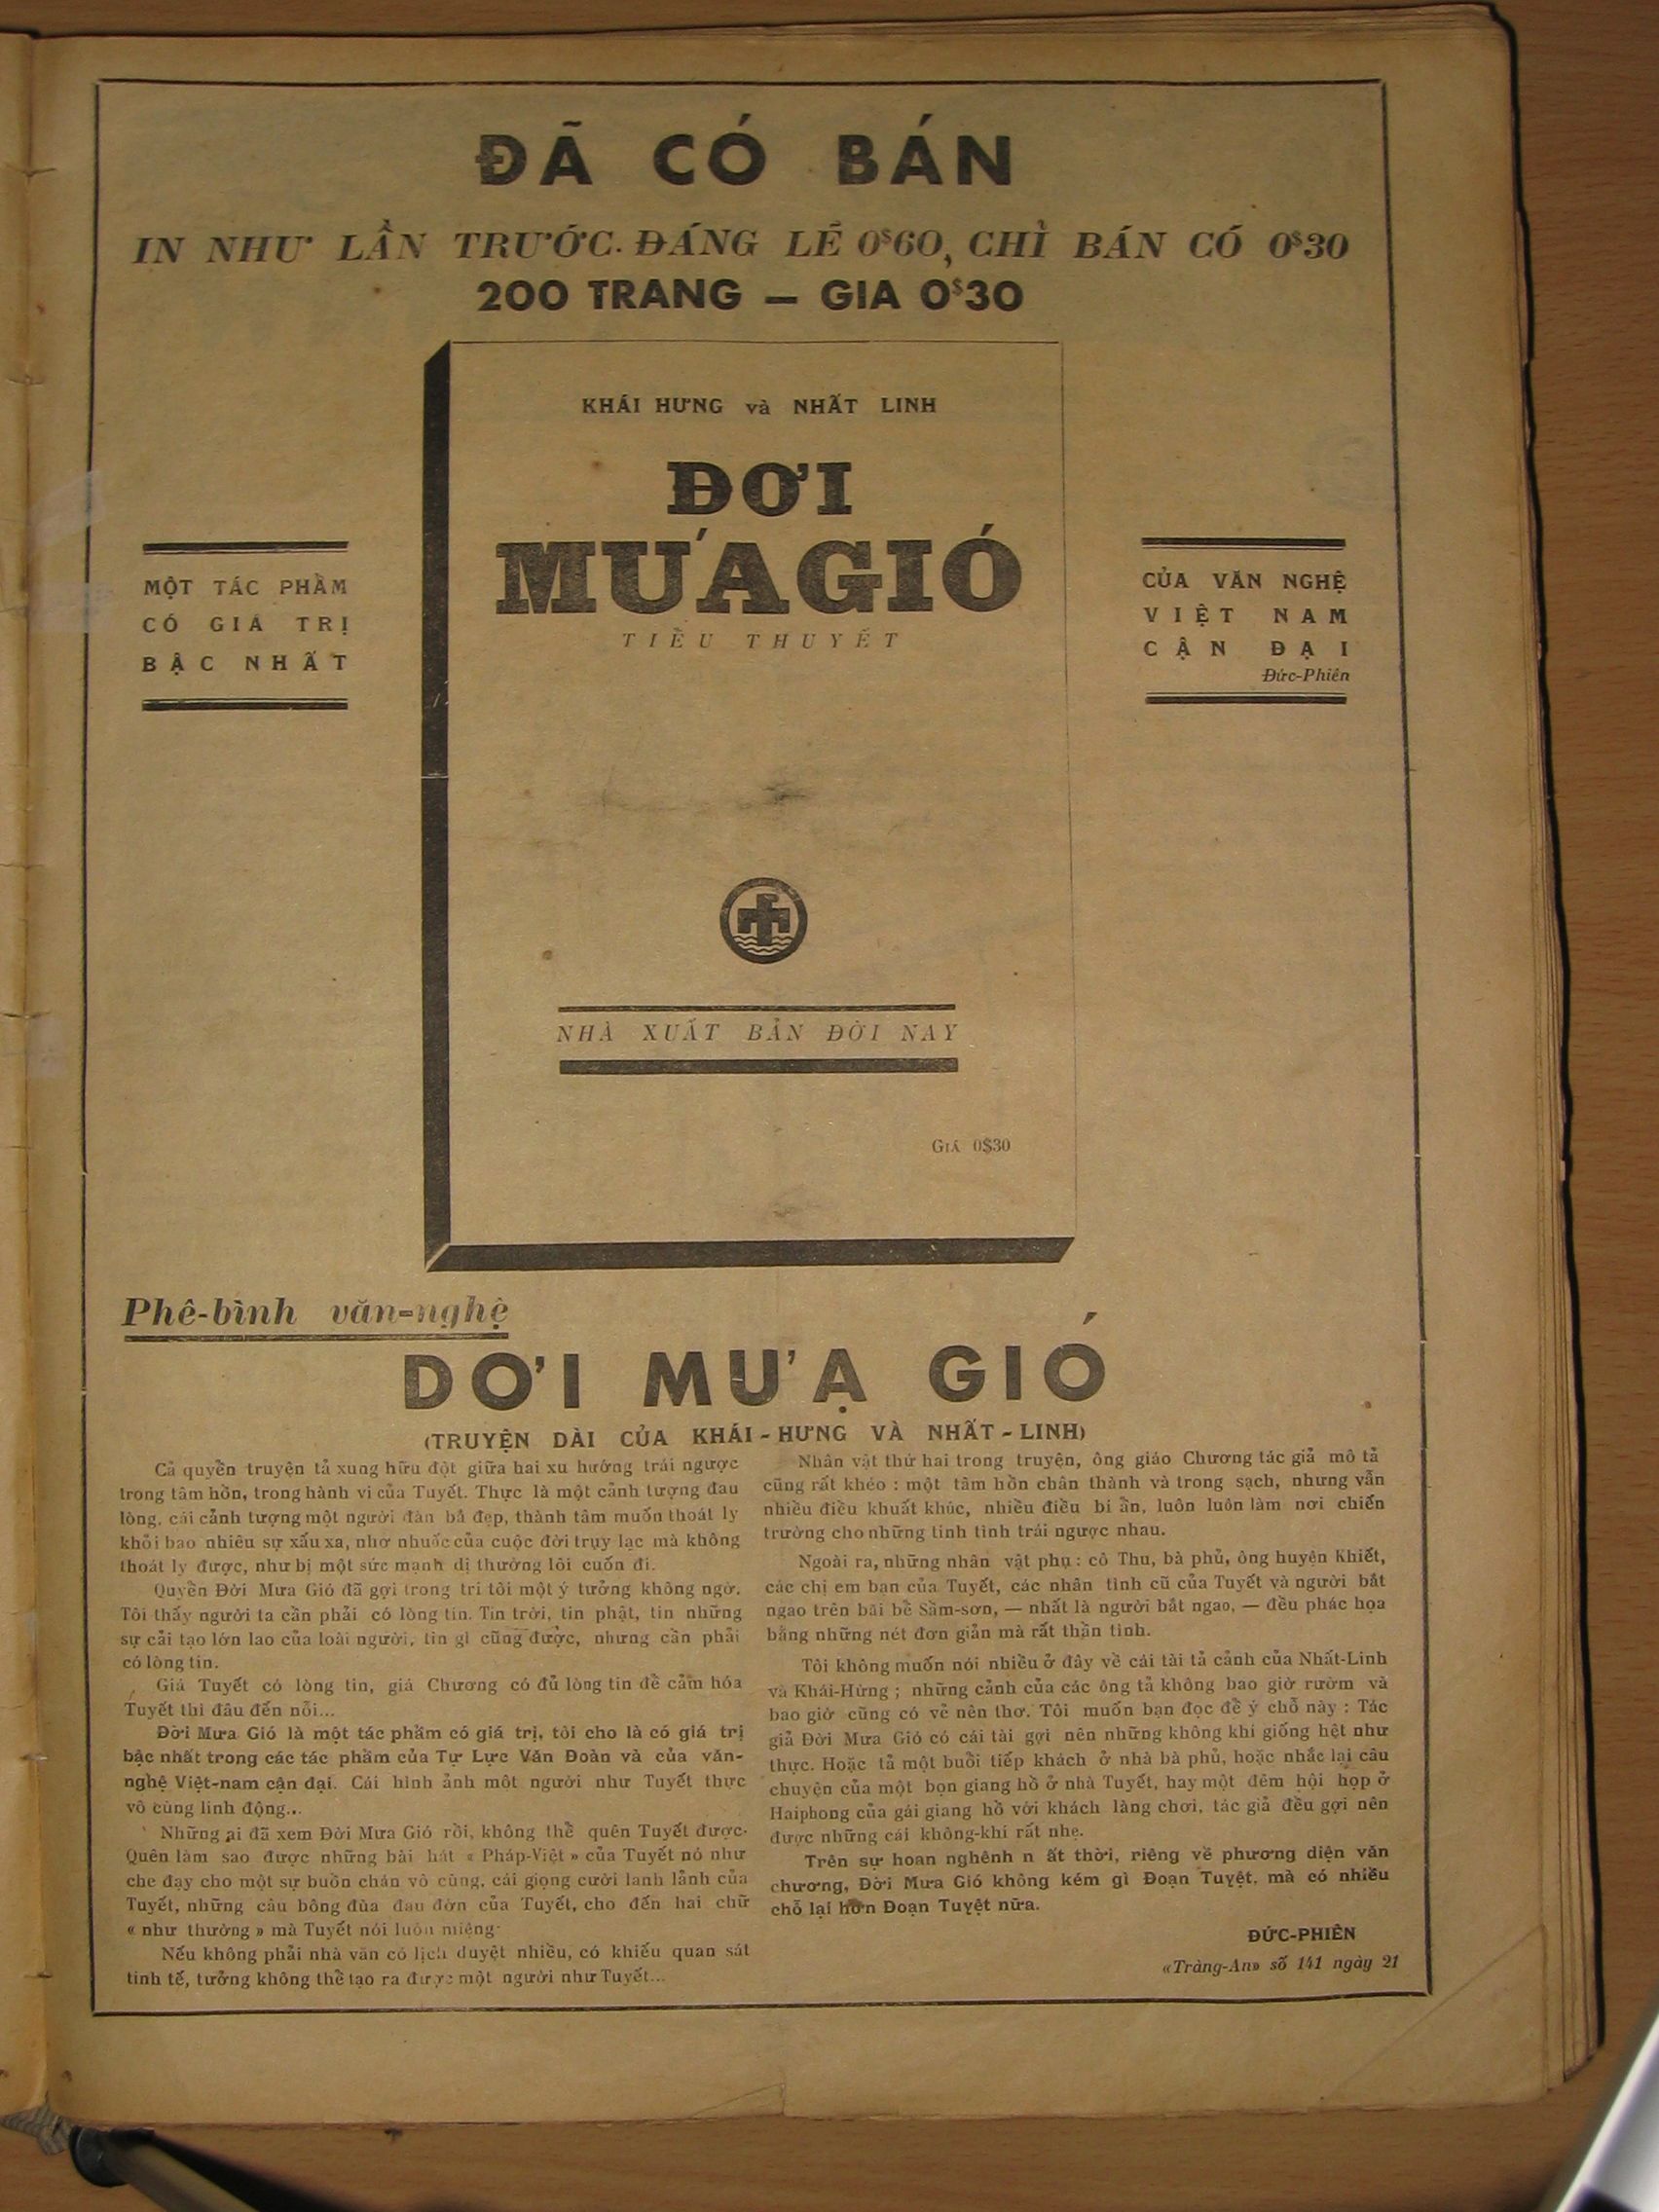 ĐÃ CÓ BÁN
IN NHƯ LẦN TRƯỚC. ĐÁNG LẼ 0$60, CHỈ BÁN CÓ 0$30
200 TRANG — GIA 0$30
KHÁI HƯNG và NHẤT LINH
ĐƠI
MƯA GIÓ
TIỂU THUYẾT
MỘT TÁC PHẨM
CÓ GIÁ TRỊ
BẬC NHẤT
CỦA VĂN NGHỆ
VIỆT NAM
CẬN ĐẠI
Đức-Phiên
NHÀ XUẤT BẢN ĐỜI NAY
GIÁ 0$30
Phê-bình văn-nghệ
DƠI MƯA GIÓ
(TRUYỆN DÀI CỦA KHÁI-HƯNG VÀ NHẤT-LINH)
Cả quyển truyện tả xung hữu đột giữa hai xu hướng trái ngược
trong tâm hồn, trong hành vi của Tuyết. Thực là một cảnh tượng đau
lòng, cái cảnh tượng một người đàn bà đẹp, thành tâm muốn thoát ly
khỏi bao nhiêu sự xấu xa, nhơ nhuốc của cuộc đời trụy lạc mà không
thoát ly được, như bị một sức mạnh dị thường lôi cuốn đi.
Quyển Đời Mưa Gió đã gợi trong trí tôi một ý tưởng không ngờ.
Tôi thấy người ta cần phải có lòng tin. Tin trời, tin phật, tin những
sự cải tạo lớn lao của loài người, tin gì cũng được, nhưng cần phải
có lòng tin.
Giá Tuyết có lòng tin, giá Chương có đủ lòng tin để cảm hóa
Tuyết thì đâu đến nỗi...
Đời Mưa Gió là một tác phẩm có giá trị, tôi cho là có giá trị
bậc nhất trong các tác phẩm của Tự Lực Văn Đoàn và của văn-
nghệ Việt-nam cận đại. Cái hình ảnh một người như Tuyết thực
vô cùng linh động...
Những ai đã xem Đời Mưa Gió rồi, không thể quên Tuyết được.
Quên làm sao được những bài hát « Pháp-Việt » của Tuyết nó như
che đạy cho một sự buồn chán vô cùng, cái giọng cười lanh lảnh của
Tuyết, những câu bông đùa đau đớn của Tuyết, cho đến hai chữ
« như thường » mà Tuyết nói luôn miệng.
Nếu không phải nhà văn có lịch duyệt nhiều, có khiếu quan sát
tinh tế, tưởng không thể tạo ra được một người như Tuyết...
Nhân vật thứ hai trong truyện, ông giáo Chương tác giả mô tả
cũng rất khéo : một tâm hồn chân thành và trong sạch, nhưng vẫn
nhiều điều khuất khúc, nhiều điều bí ẩn, luôn luôn làm nơi chiến
trường cho những tính tình trái ngược nhau.
Ngoài ra, những nhân vật phụ : cô Thu, bà phủ, ông huyện Khiết,
các chị em bạn của Tuyết, các nhân tình cũ của Tuyết và người bắt
ngao trên bãi bể Sầm-sơn, — nhất là người bắt ngao, — đều phác họa
bằng những nét đơn giản mà rất thần tình.
Tôi không muốn nói nhiều ở đây về cái tài tả cảnh của Nhất-Linh
và Khái-Hưng ; những cảnh của các ông tả không bao giờ rườm và
bao giờ cũng có vẻ nên thơ. Tôi muốn bạn đọc để ý chỗ này : Tác
giả Đời Mưa Gió có cái tài gợi nên những không khí giống hệt như
thực. Hoặc tả một buổi tiếp khách ở nhà bà phủ, hoặc nhắc lại câu
chuyện của một bọn giang hồ ở nhà Tuyết, hay một đêm hội họp ở
Haiphong của gái giang hồ với khách làng chơi, tác giả đều gợi nên
được những cái không-khí rất nhẹ.
Trên sự hoan nghênh n ất thời, riêng về phương diện văn
chương, Đời Mưa Gió không kém gì Đoạn Tuyệt, mà có nhiều
chỗ lại hơn Đoạn Tuyệt nữa.
ĐỨC-PHIÊN
«Tràng-An» số 141 ngày 21